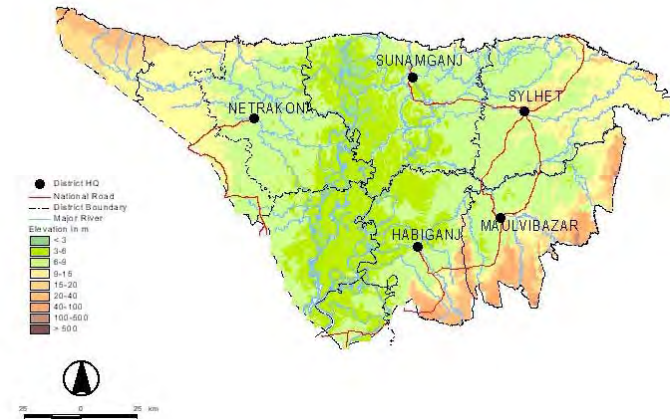 SUNAMGANJ
SYLHET
NETRAKONA
MAULVIBAZAR
HABIGANJ
District HQ
National Road
District Boundary
Major River
Elevation in m
< 3
3-6
6-9
9-15
15-20
20-40
40-100
100-500
> 500
25 0 25 km